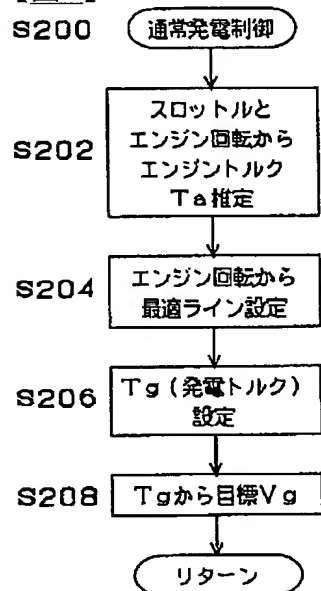 S200 通常発電制御
スロットルと
S202 エンジン回転から
エンジントルク
Ta推定
S204 エンジン回転から
最適ライン設定
S206 Tg(発電トルク)
設定
S208 Tgから目標Vg
リターン